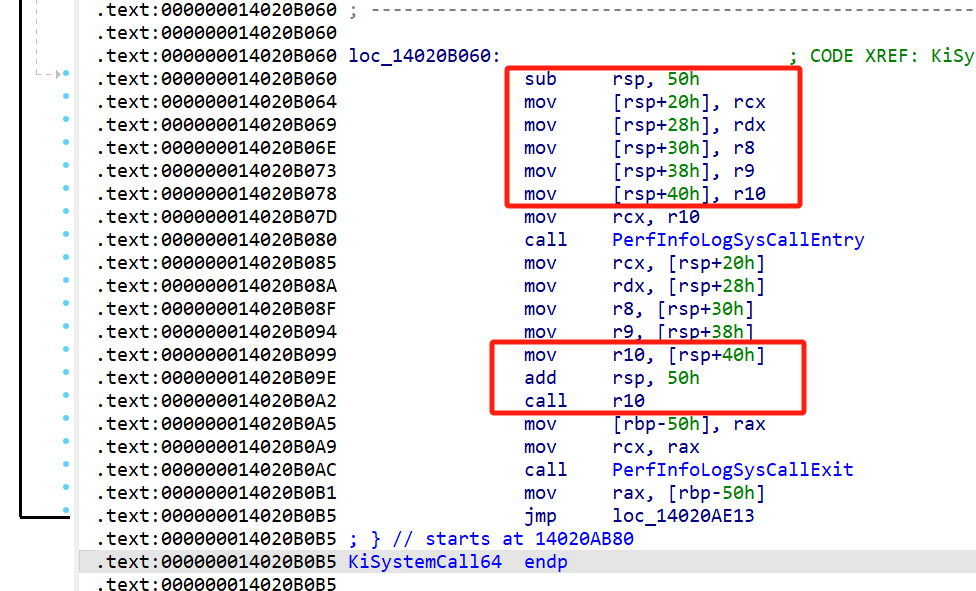 .text:000000014020B060 ; -------------------------------------------------------
.text:000000014020B060
.text:000000014020B060 loc_14020B060: ; CODE XREF: KiSy
.text:000000014020B060 sub rsp, 50h
.text:000000014020B064 mov [rsp+20h], rcx
.text:000000014020B069 mov [rsp+28h], rdx
.text:000000014020B06E mov [rsp+30h], r8
.text:000000014020B073 mov [rsp+38h], r9
.text:000000014020B078 mov [rsp+40h], r10
.text:000000014020B07D mov rcx, r10
.text:000000014020B080 call PerfInfoLogSysCallEntry
.text:000000014020B085 mov rcx, [rsp+20h]
.text:000000014020B08A mov rdx, [rsp+28h]
.text:000000014020B08F mov r8, [rsp+30h]
.text:000000014020B094 mov r9, [rsp+38h]
.text:000000014020B099 mov r10, [rsp+40h]
.text:000000014020B09E add rsp, 50h
.text:000000014020B0A2 call r10
.text:000000014020B0A5 mov [rbp-50h], rax
.text:000000014020B0A9 mov rcx, rax
.text:000000014020B0AC call PerfInfoLogSysCallExit
.text:000000014020B0B1 mov rax, [rbp-50h]
.text:000000014020B0B5 jmp loc_14020AE13
.text:000000014020B0B5 ; } // starts at 14020AB80
.text:000000014020B0B5 KiSystemCall64 endp
.text:000000014020B0B5